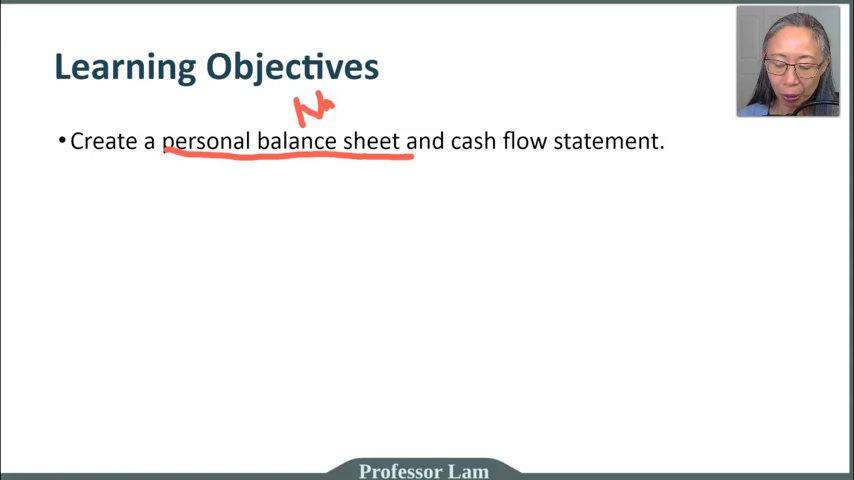 Learning Objectives
•Create a personal balance sheet and cash flow statement.
Professor Lam